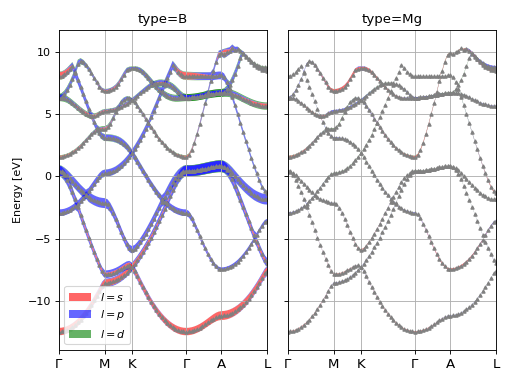 type=B
type=Mg
Energy [eV]
10
5
0
−5
−10
l = s
l = p
l = d
Γ M K Γ A L
Γ M K Γ A L